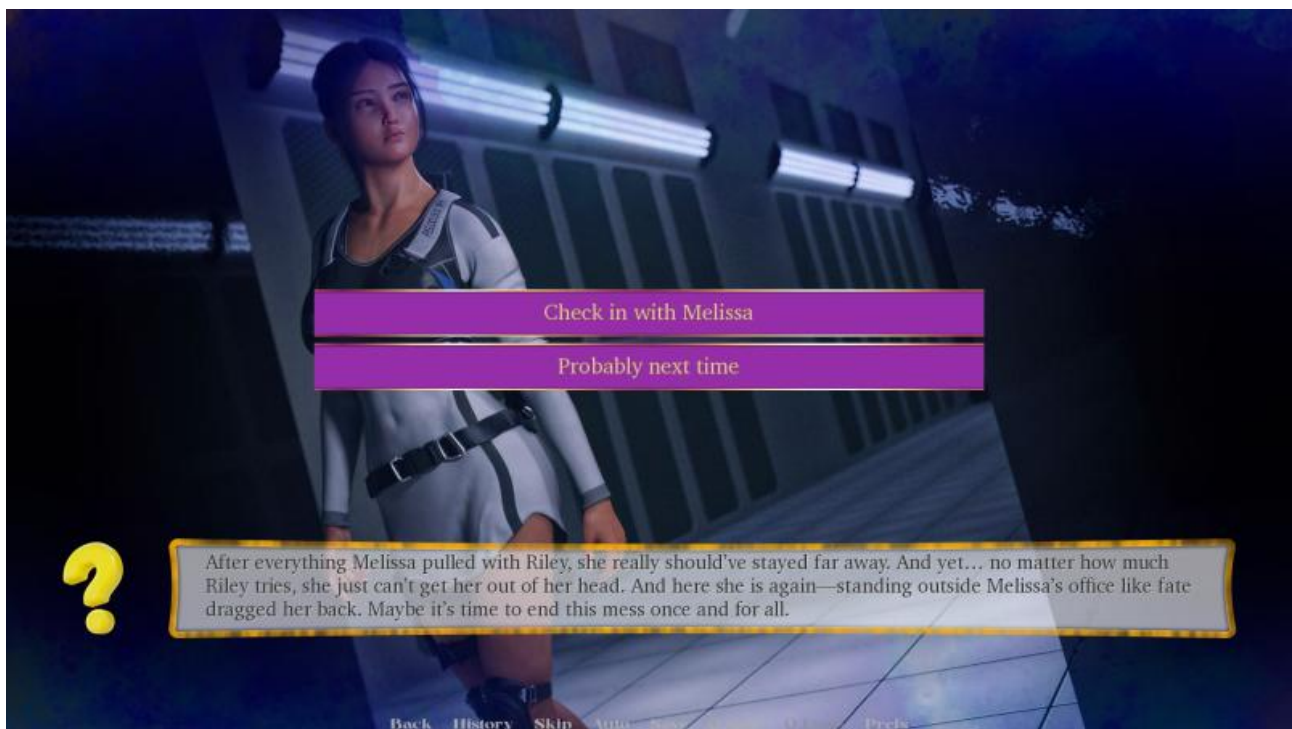 Check in with Melissa
Probably next time
After everything Melissa pulled with Riley, she really should've stayed far away. And yet... no matter how much
Riley tries, she just can't get her out of her head. And here she is again—standing outside Melissa's office like fate
dragged her back. Maybe it's time to end this mess once and for all.
Back History Skip Auto Save Prefs